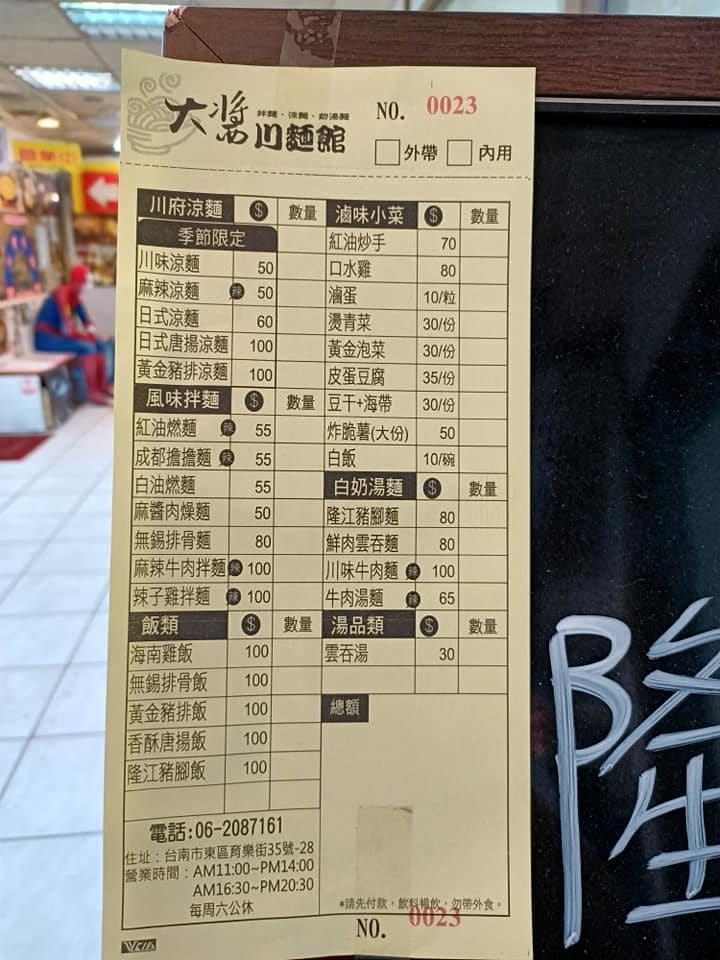 大醬川麵館
拌麵、涼麵、奶湯麵
NO. 0023
外帶 內用
川府涼麵 $ 數量
季節限定
川味涼麵 50
麻辣涼麵 辣 50
日式涼麵 60
日式唐揚涼麵 100
黃金豬排涼麵 100
風味拌麵 $ 數量
紅油燃麵 辣 55
成都擔擔麵 辣 55
白油燃麵 55
麻醬肉燥麵 50
無錫排骨麵 80
麻辣牛肉拌麵 辣 100
辣子雞拌麵 辣 100
飯類 $ 數量
海南雞飯 100
無錫排骨飯 100
黃金豬排飯 100
香酥唐揚飯 100
隆江豬腳飯 100
滷味小菜 $ 數量
紅油炒手 70
口水雞 80
滷蛋 10/粒
燙青菜 30/份
黃金泡菜 30/份
皮蛋豆腐 35/份
豆干+海帶 30/份
炸脆薯(大份) 50
白飯 10/碗
白奶湯麵 $ 數量
隆江豬腳麵 80
鮮肉雲吞麵 80
川味牛肉麵 辣 100
牛肉湯麵 辣 65
湯品類 $ 數量
雲吞湯 30
總額
電話:06-2087161
住址：台南市東區育樂街35號-28
營業時間：AM11:00~PM14:00
AM16:30~PM20:30
每周六公休
*請先付款，飲料暢飲，勿帶外食。
NO. 0023
隆